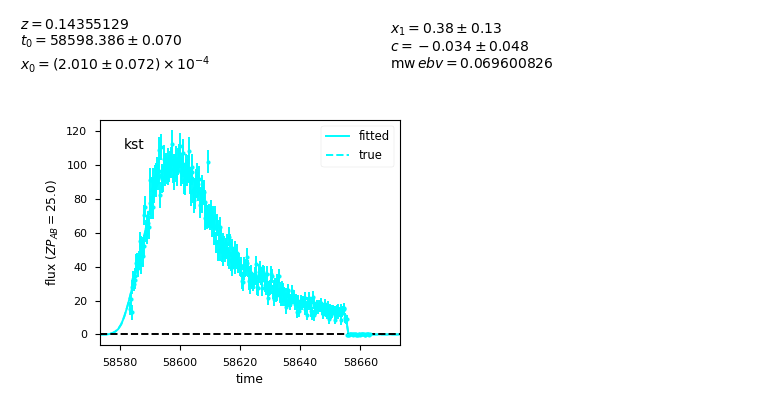 z = 0.14355129
t₀ = 58598.386 ± 0.070
x₀ = (2.010 ± 0.072) × 10⁻⁴
x₁ = 0.38 ± 0.13
c = −0.034 ± 0.048
mw ebv = 0.069600826
kst
fitted
true
120
100
80
60
40
20
0
flux (ZP_AB = 25.0)
58580 58600 58620 58640 58660
time